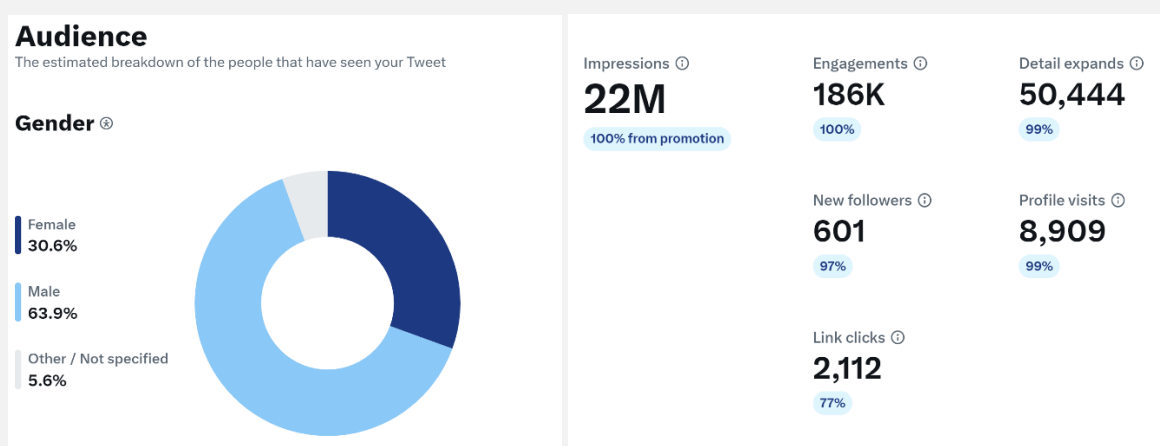 Audience
The estimated breakdown of the people that have seen your Tweet
Gender
Female
30.6%
Male
63.9%
Other / Not specified
5.6%
Impressions
22M
100% from promotion
Engagements
186K
100%
Detail expands
50,444
99%
New followers
601
97%
Profile visits
8,909
99%
Link clicks
2,112
77%